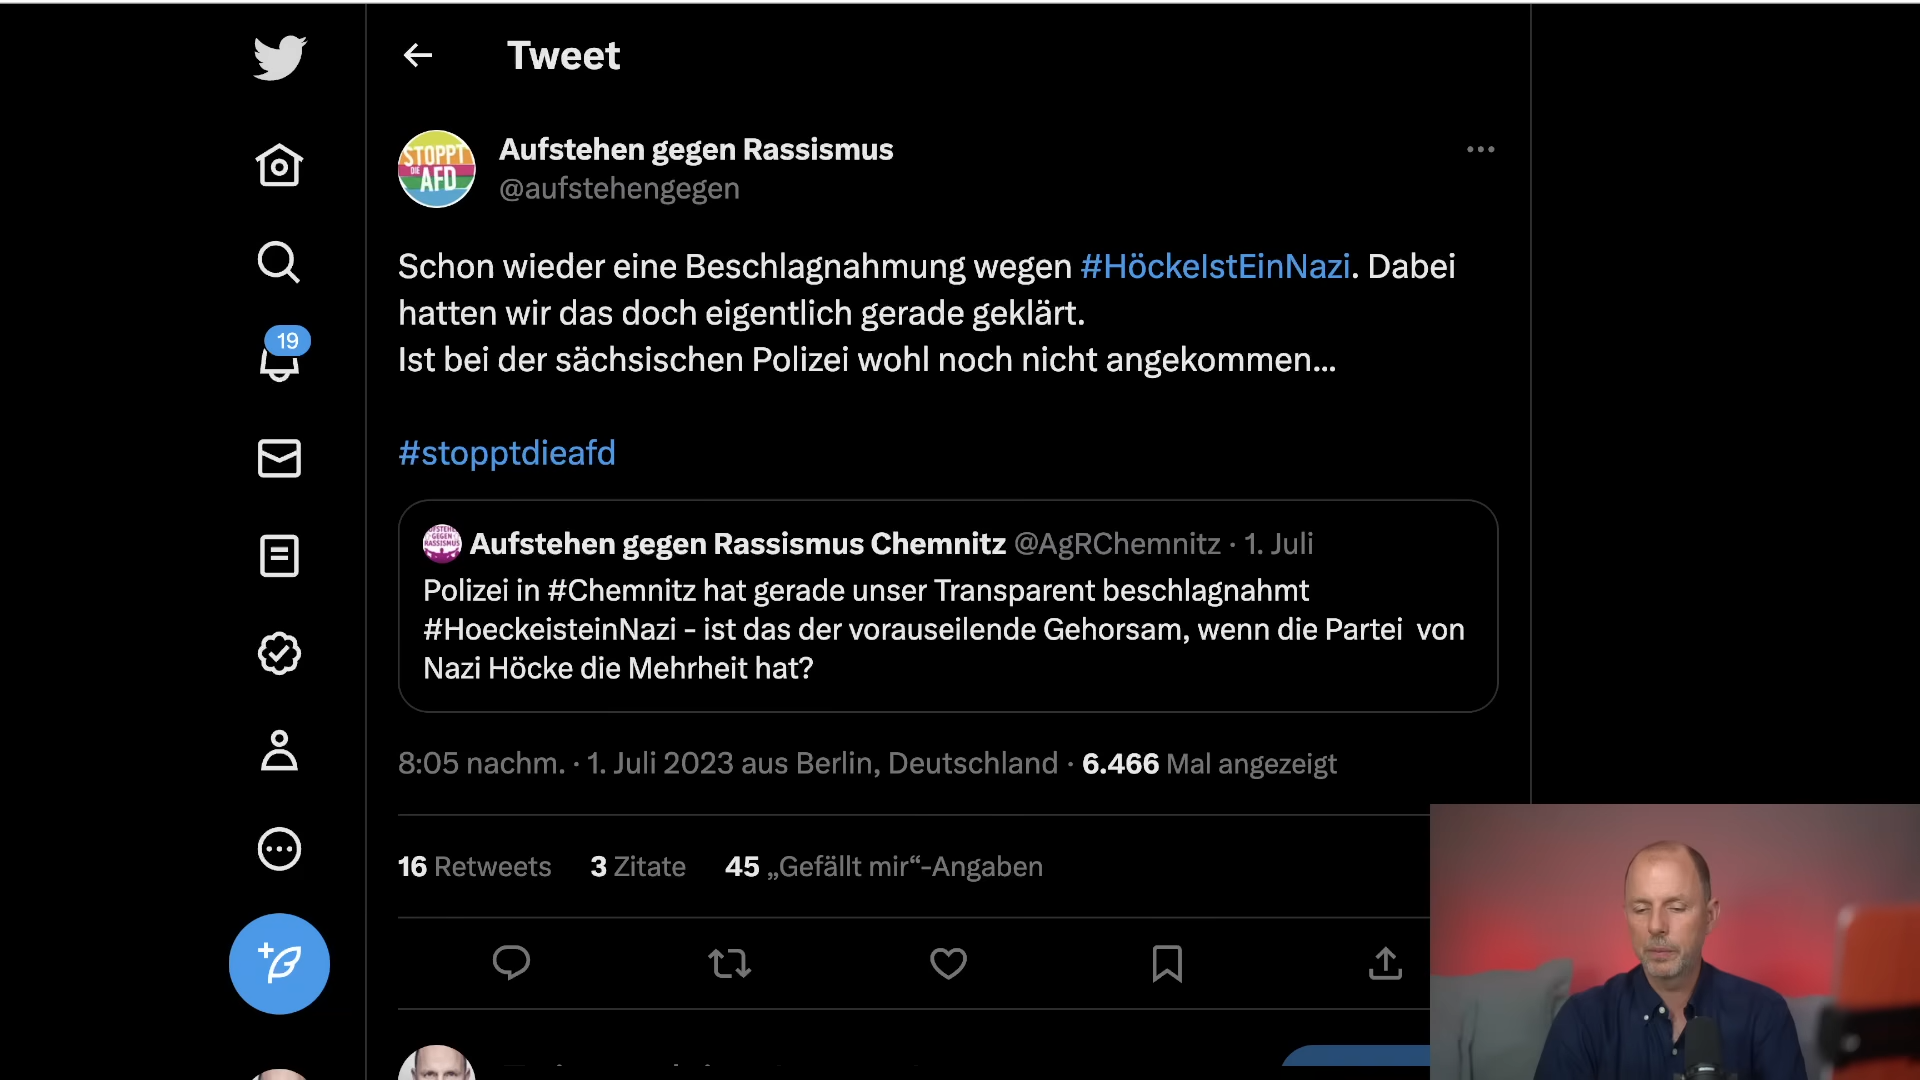 Tweet
STOPPT
DIE
AFD
Aufstehen gegen Rassismus
@aufstehengegen
Schon wieder eine Beschlagnahmung wegen #HöckeIstEinNazi. Dabei
hatten wir das doch eigentlich gerade geklärt.
Ist bei der sächsischen Polizei wohl noch nicht angekommen...
19
#stopptdieafd
AUFSTEHEN
GEGEN
RASSISMUS
Aufstehen gegen Rassismus Chemnitz @AgRChemnitz · 1. Juli
Polizei in #Chemnitz hat gerade unser Transparent beschlagnahmt
#HoeckeisteinNazi - ist das der vorauseilende Gehorsam, wenn die Partei von
Nazi Höcke die Mehrheit hat?
8:05 nachm. · 1. Juli 2023 aus Berlin, Deutschland · 6.466 Mal angezeigt
16 Retweets 3 Zitate 45 „Gefällt mir“-Angaben